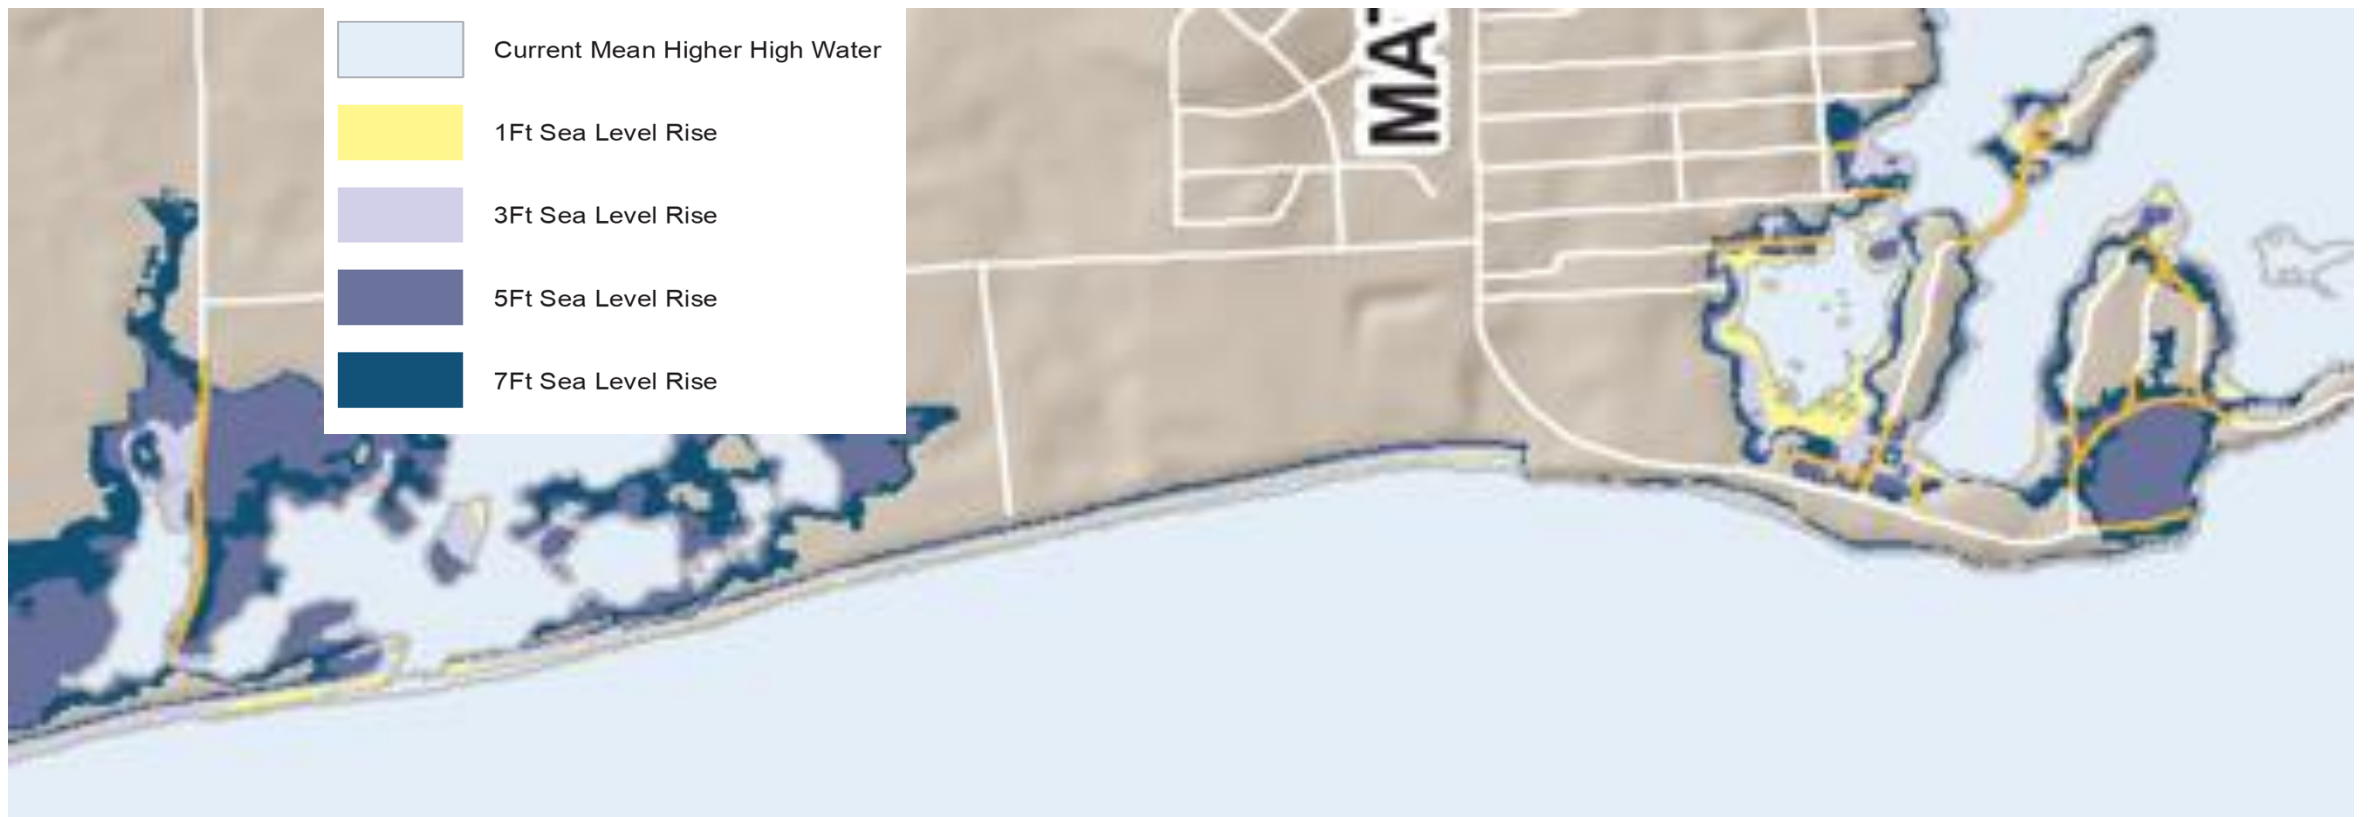 Current Mean Higher High Water
1Ft Sea Level Rise
3Ft Sea Level Rise
5Ft Sea Level Rise
7Ft Sea Level Rise